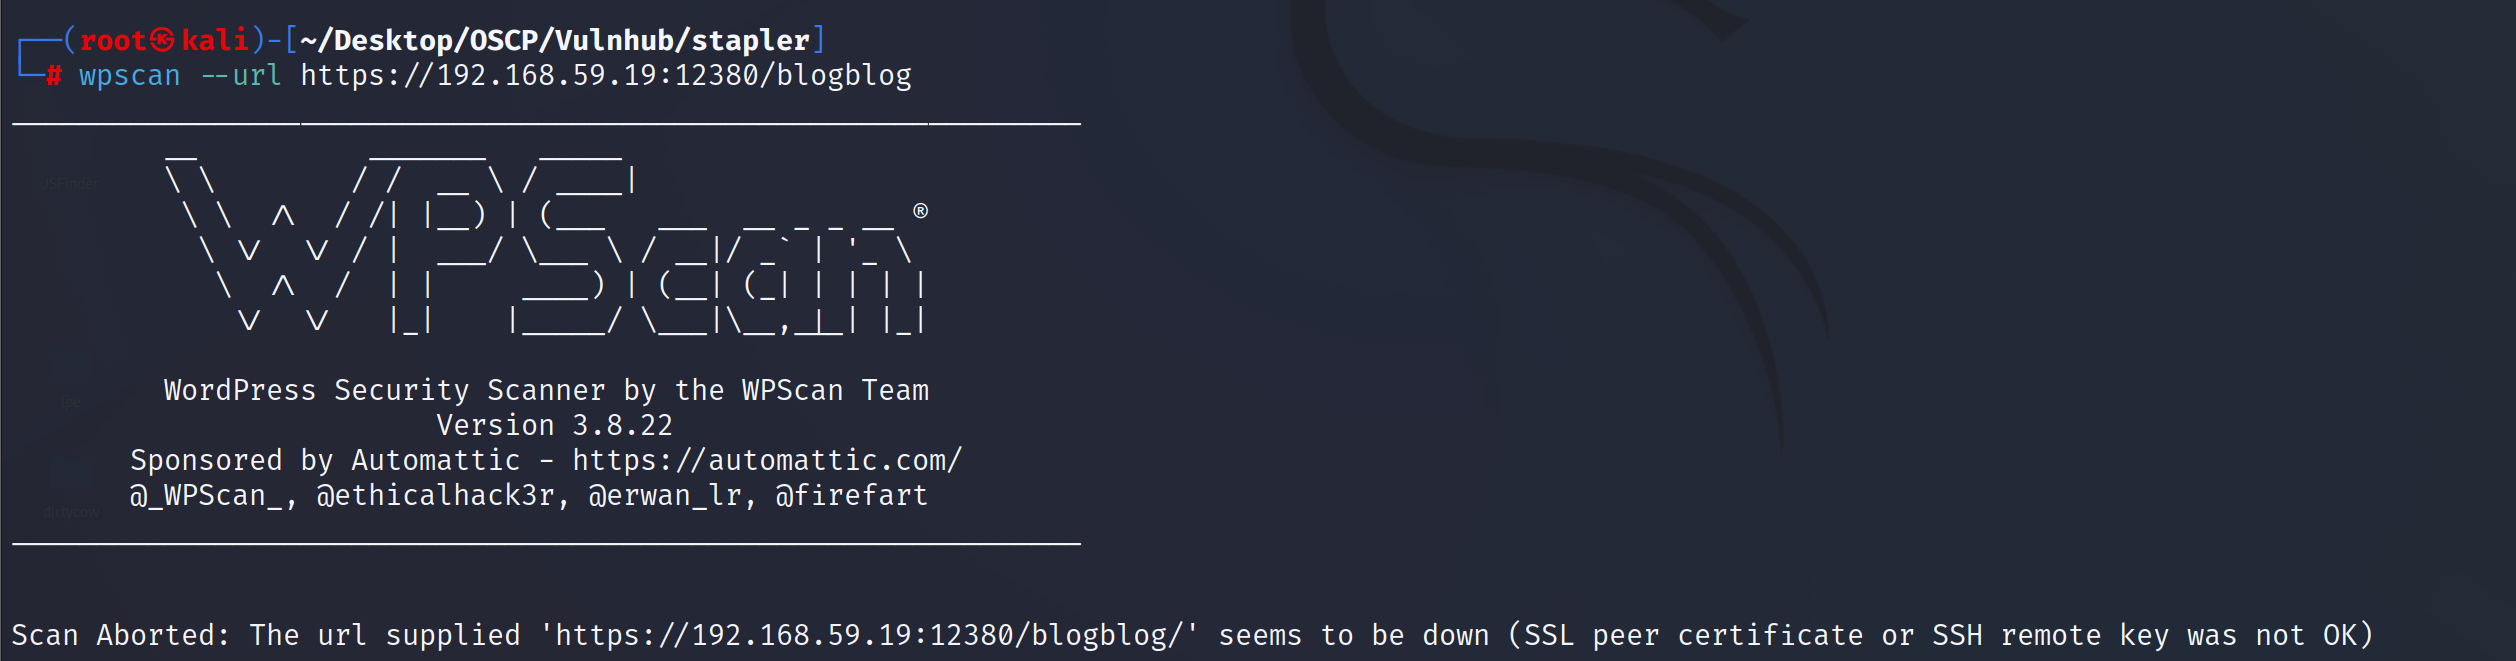 ┌──(root㉿kali)-[~/Desktop/OSCP/Vulnhub/stapler]
└─# wpscan --url https://192.168.59.19:12380/blogblog
_______________________________________________________________
         __          _______   _____
         \ \        / /  __ \ / ____|
          \ \  /\  / /| |__) | (___   ___  __ _ _ __ ®
           \ \/  \/ / |  ___/ \___ \ / __|/ _` | '_ \
            \  /\  /  | |     ____) | (__| (_| | | | |
             \/  \/   |_|    |_____/ \___|\__,_|_| |_|
WordPress Security Scanner by the WPScan Team
Version 3.8.22
Sponsored by Automattic - https://automattic.com/
@_WPScan_, @ethicalhack3r, @erwan_lr, @firefart
_______________________________________________________________
JSFinder
dirtycow
Scan Aborted: The url supplied 'https://192.168.59.19:12380/blogblog/' seems to be down (SSL peer certificate or SSH remote key was not OK)